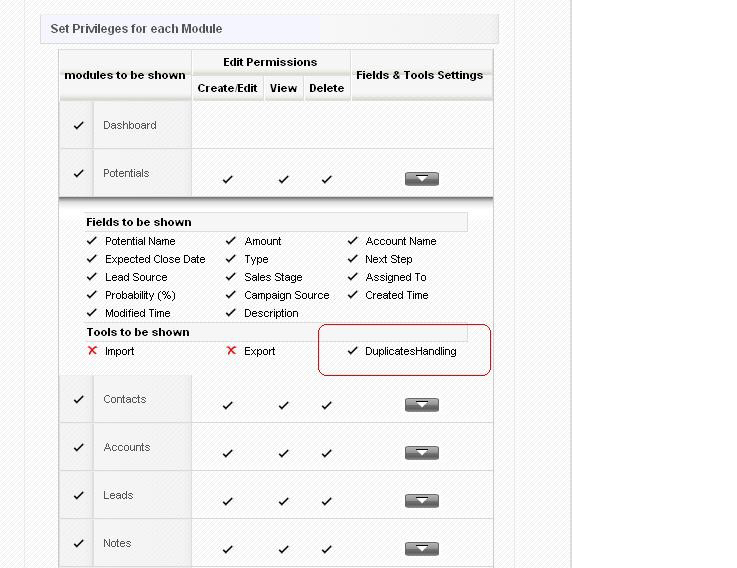 Set Privileges for each Module
modules to be shown Edit Permissions Fields & Tools Settings
Create/Edit View Delete
Dashboard
Potentials
Fields to be shown
Potential Name Amount Account Name
Expected Close Date Type Next Step
Lead Source Sales Stage Assigned To
Probability (%) Campaign Source Created Time
Modified Time Description
Tools to be shown
Import Export DuplicatesHandling
Contacts
Accounts
Leads
Notes